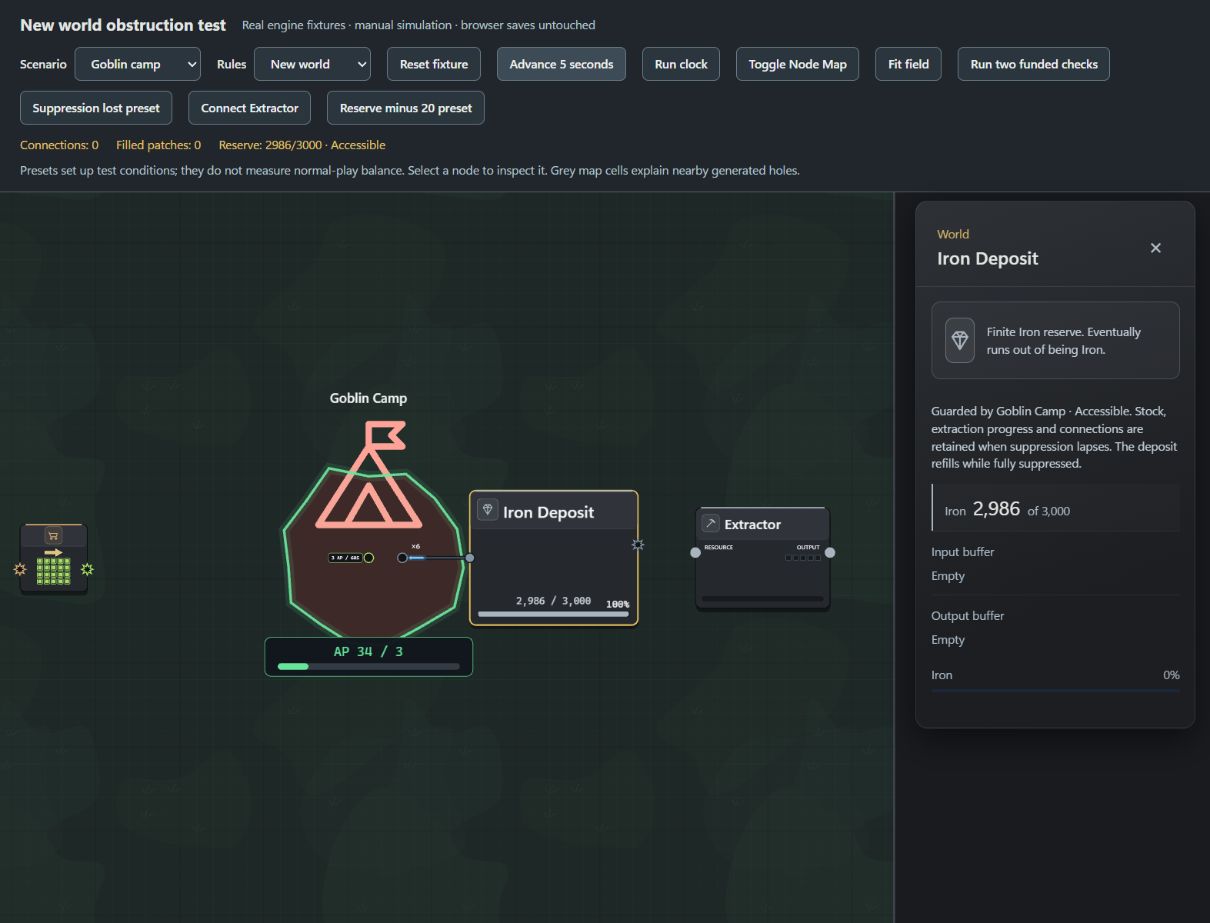 New world obstruction test Real engine fixtures · manual simulation · browser saves untouched
Scenario Goblin camp Rules New world Reset fixture Advance 5 seconds Run clock Toggle Node Map Fit field Run two funded checks
Suppression lost preset Connect Extractor Reserve minus 20 preset
Connections: 0 Filled patches: 0 Reserve: 2986/3000 · Accessible
Presets set up test conditions; they do not measure normal-play balance. Select a node to inspect it. Grey map cells explain nearby generated holes.
Goblin Camp
×6
AP 34 / 3
Iron Deposit
2,986 / 3,000 100%
Extractor
RESOURCE OUTPUT
World
Iron Deposit
Finite Iron reserve. Eventually
runs out of being Iron.
Guarded by Goblin Camp · Accessible. Stock,
extraction progress and connections are
retained when suppression lapses. The deposit
refills while fully suppressed.
Iron 2,986 of 3,000
Input buffer
Empty
Output buffer
Empty
Iron 0%